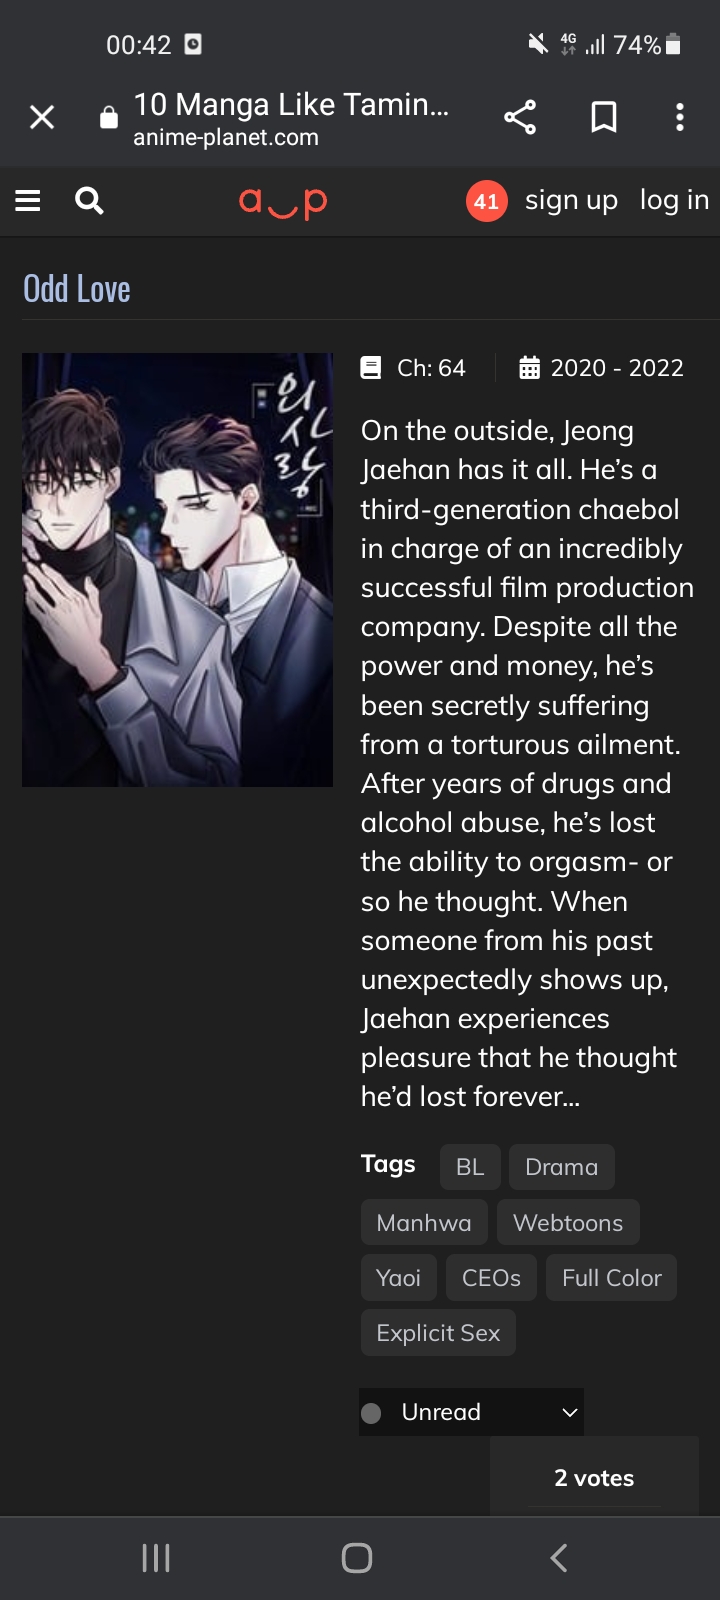 00:42
4G
74%
10 Manga Like Tamin...
anime-planet.com
a‿p
41 sign up log in
Odd Love
외
사
랑
Ch: 64
2020 - 2022
On the outside, Jeong
Jaehan has it all. He’s a
third-generation chaebol
in charge of an incredibly
successful film production
company. Despite all the
power and money, he’s
been secretly suffering
from a torturous ailment.
After years of drugs and
alcohol abuse, he’s lost
the ability to orgasm- or
so he thought. When
someone from his past
unexpectedly shows up,
Jaehan experiences
pleasure that he thought
he’d lost forever...
Tags BL Drama
Manhwa Webtoons
Yaoi CEOs Full Color
Explicit Sex
Unread
2 votes